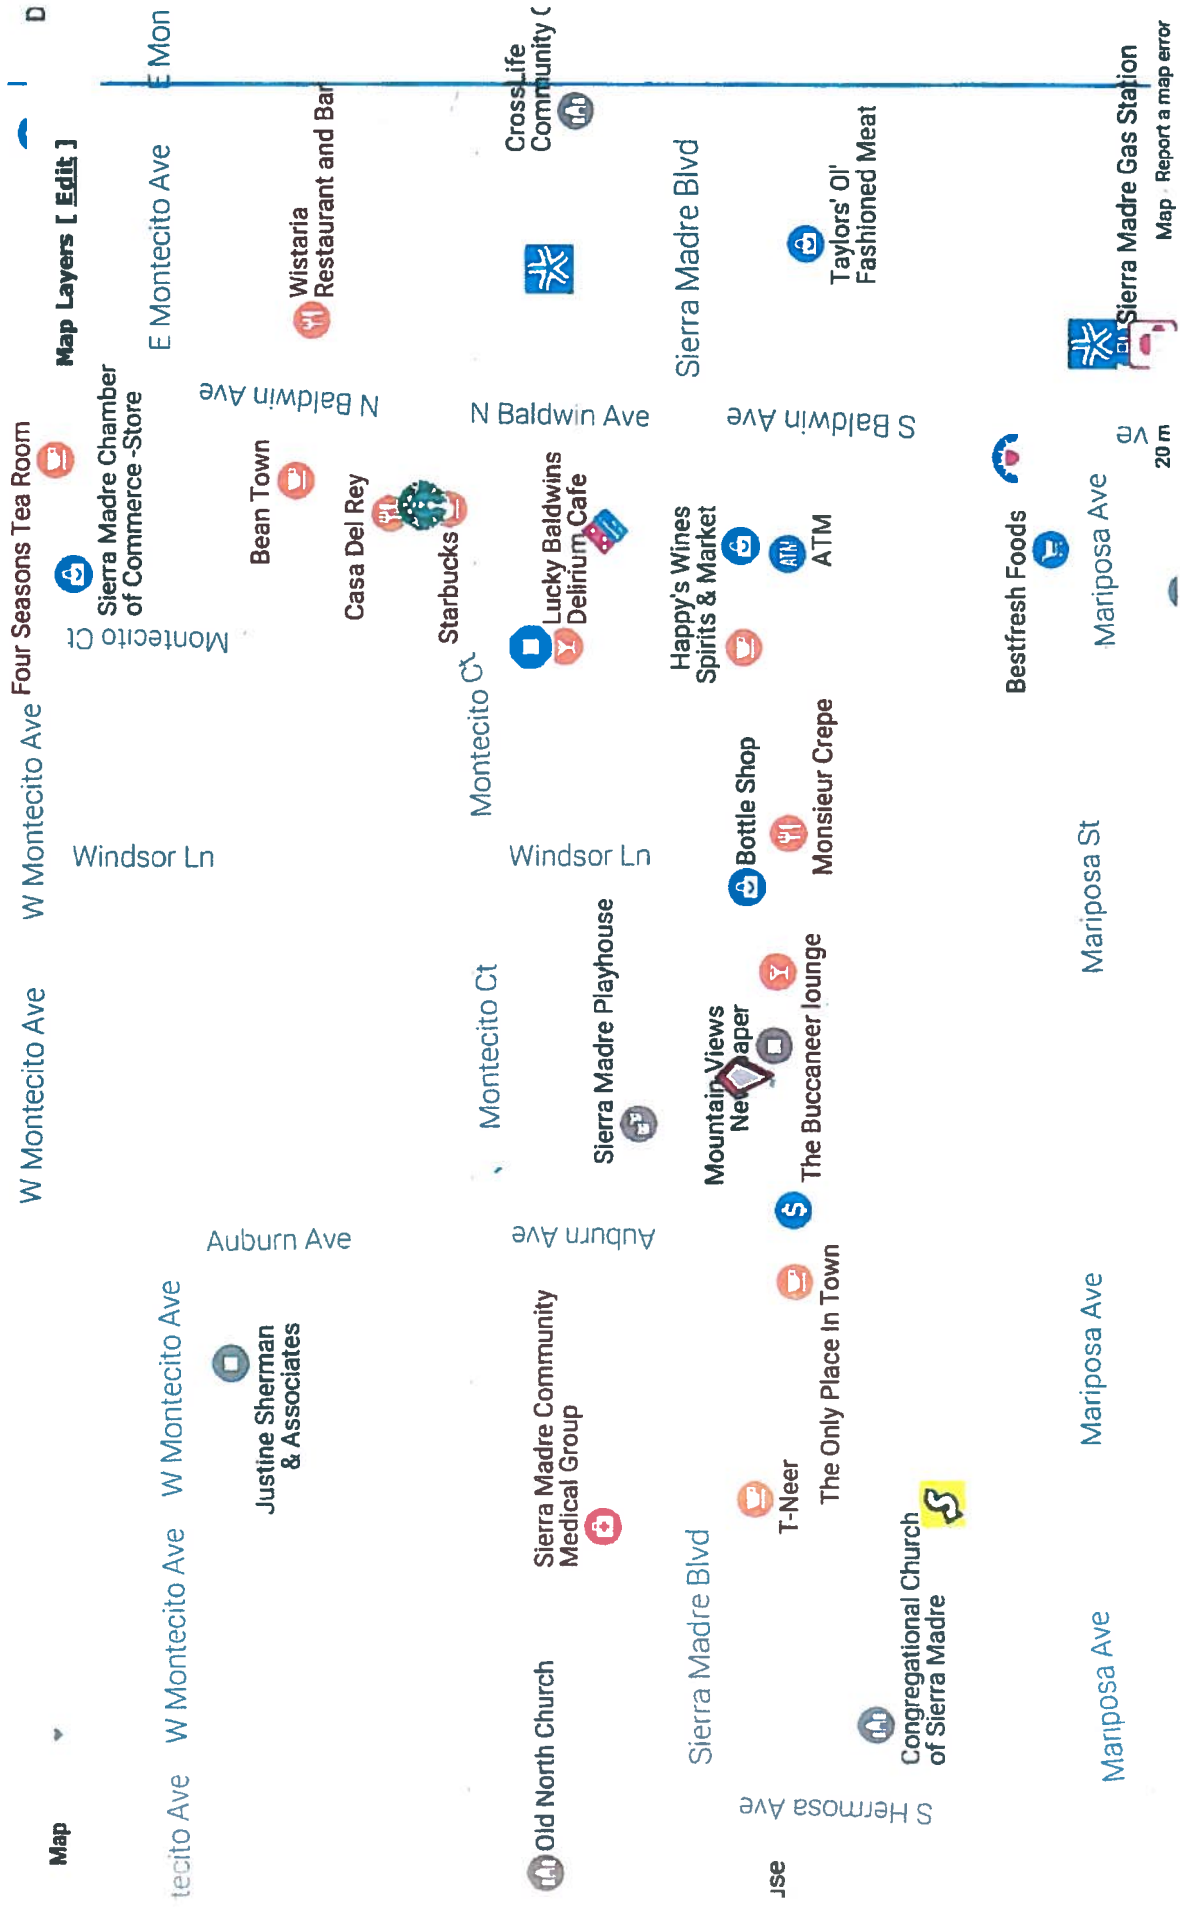 Map
Map Layers [ Edit ]
D
W Montecito Ave
W Montecito Ave
Four Seasons Tea Room
Sierra Madre Chamber
of Commerce -Store
tecito Ave
W Montecito Ave
W Montecito Ave
E Montecito Ave
E Mon
Montecito Ct
Windsor Ln
Auburn Ave
Justine Sherman
& Associates
N Baldwin Ave
Bean Town
Wistaria
Restaurant and Bar
Casa Del Rey
Starbucks
Montecito Ct
Montecito Ct
N Baldwin Ave
CrossLife
Community C
Old North Church
Sierra Madre Community
Medical Group
Auburn Ave
Windsor Ln
Lucky Baldwins
Delirium Cafe
Sierra Madre Playhouse
Sierra Madre Blvd
Sierra Madre Blvd
Happy's Wines
Spirits & Market
Mountain Views
Bottle Shop
S Baldwin Ave
ATM
ATM
S Hermosa Ave
T-Neer
The Only Place In Town
The Buccaneer lounge
Monsieur Crepe
Taylors' Ol'
Fashioned Meat
Congregational Church
of Sierra Madre
Bestfresh Foods
Mariposa Ave
Mariposa Ave
Mariposa St
Mariposa Ave
ve
Sierra Madre Gas Station
20 m
Map · Report a map error